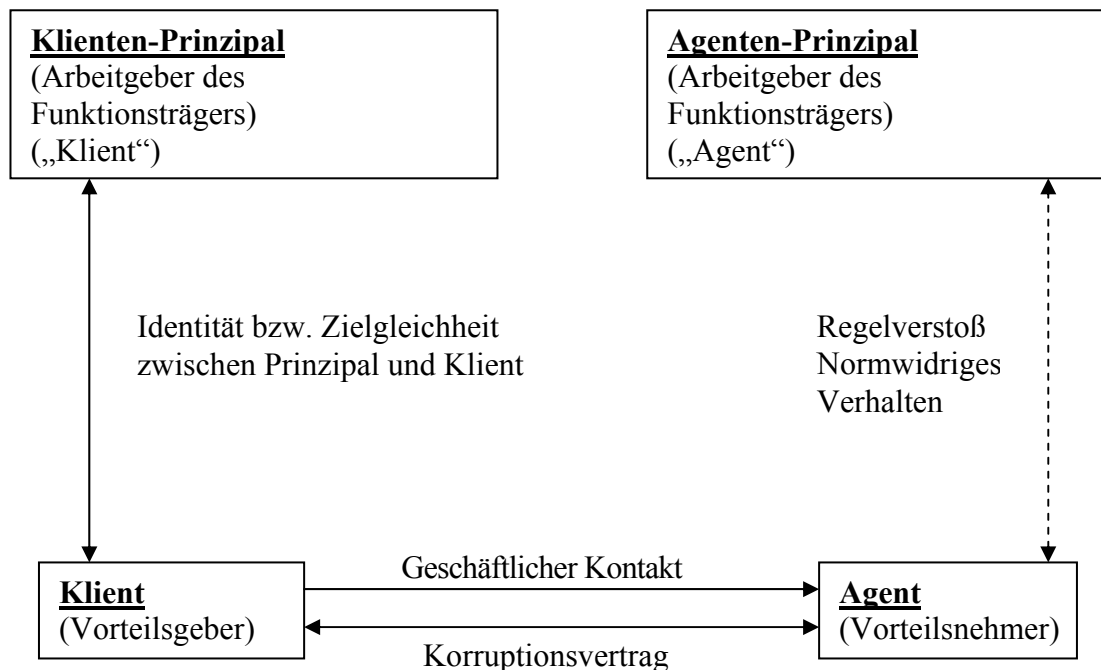 Klienten-Prinzipal
(Arbeitgeber des
Funktionsträgers)
(„Klient“)
Agenten-Prinzipal
(Arbeitgeber des
Funktionsträgers)
(„Agent“)
Identität bzw. Zielgleichheit
zwischen Prinzipal und Klient
Regelverstoß
Normwidriges
Verhalten
Klient
(Vorteilsgeber)
Geschäftlicher Kontakt
Korruptionsvertrag
Agent
(Vorteilsnehmer)